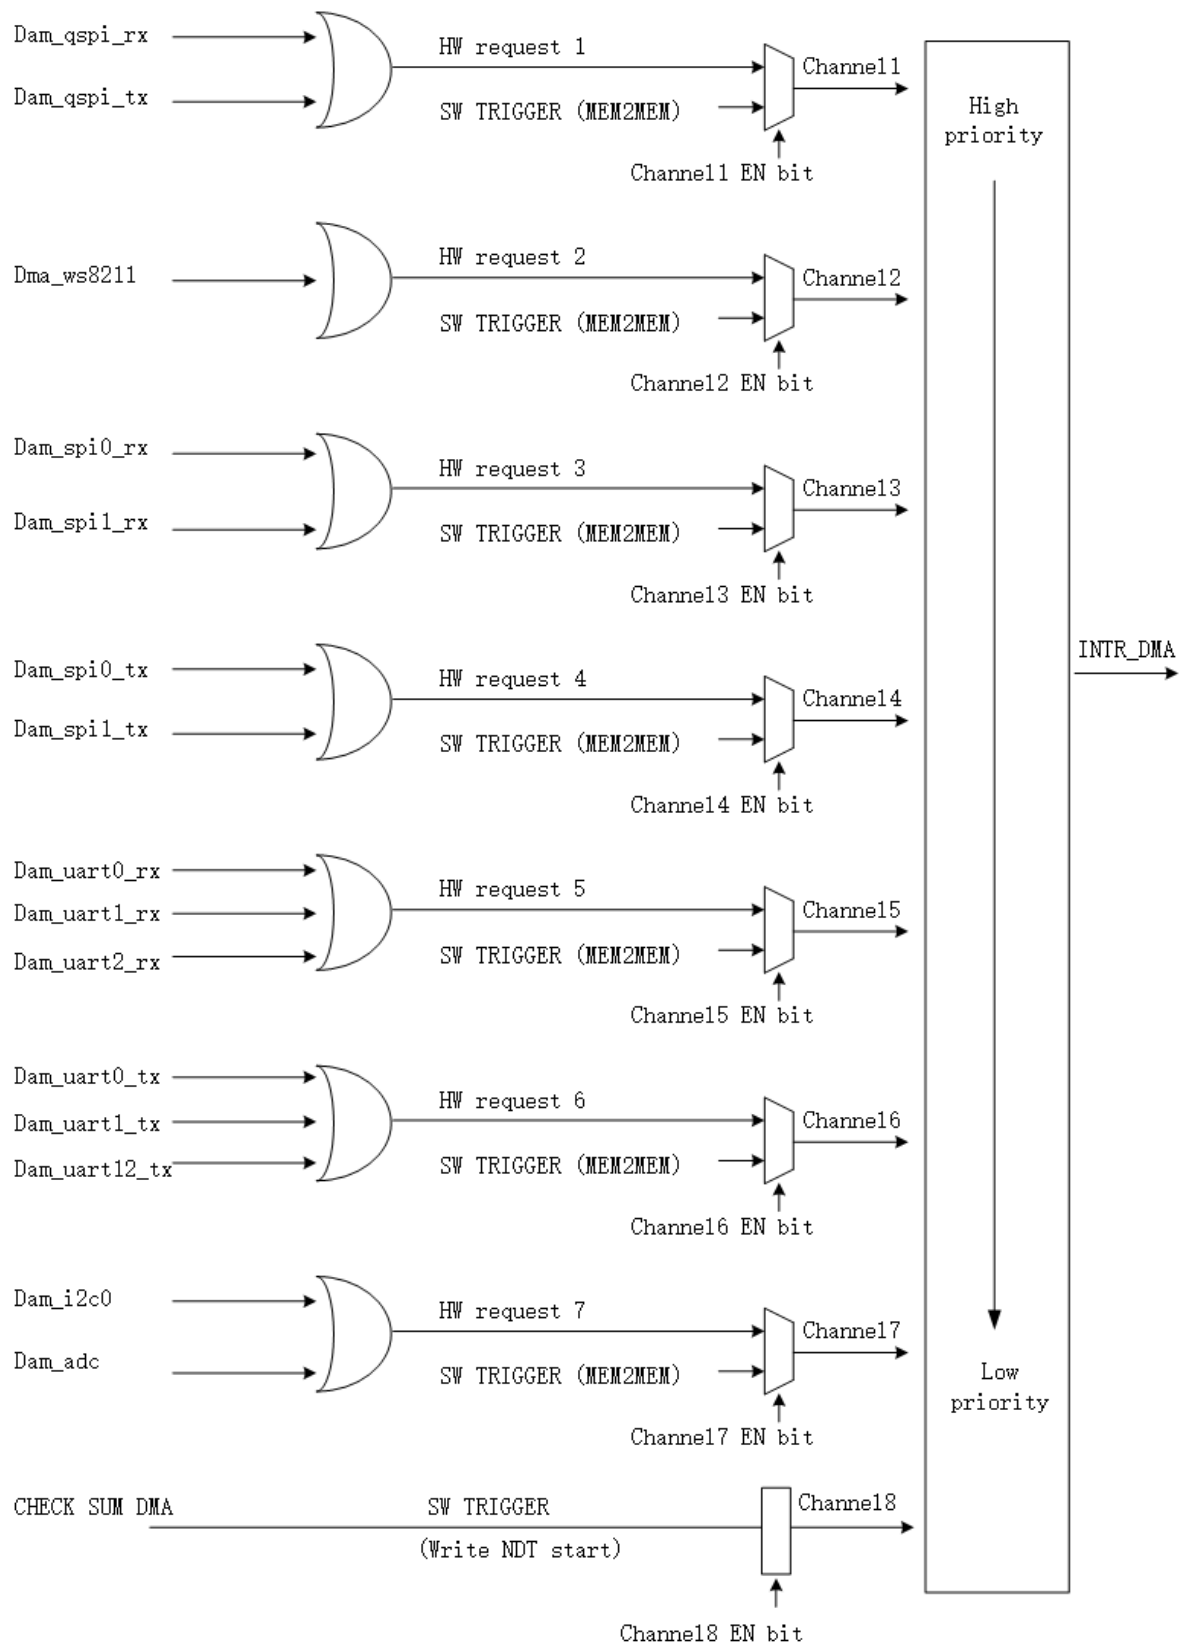 Dam_qspi_rx
Dam_qspi_tx
HW request 1
SW TRIGGER (MEM2MEM)
Channel1
Channel1 EN bit
High
priority
Dma_ws8211
HW request 2
SW TRIGGER (MEM2MEM)
Channel2
Channel2 EN bit
Dam_spi0_rx
Dam_spi1_rx
HW request 3
SW TRIGGER (MEM2MEM)
Channel3
Channel3 EN bit
Dam_spi0_tx
Dam_spi1_tx
HW request 4
SW TRIGGER (MEM2MEM)
Channel4
Channel4 EN bit
INTR_DMA
Dam_uart0_rx
Dam_uart1_rx
Dam_uart2_rx
HW request 5
SW TRIGGER (MEM2MEM)
Channel5
Channel5 EN bit
Dam_uart0_tx
Dam_uart1_tx
Dam_uart12_tx
HW request 6
SW TRIGGER (MEM2MEM)
Channel6
Channel6 EN bit
Dam_i2c0
Dam_adc
HW request 7
SW TRIGGER (MEM2MEM)
Channel7
Channel7 EN bit
Low
priority
CHECK SUM DMA
SW TRIGGER
(Write NDT start)
Channel8
Channel8 EN bit